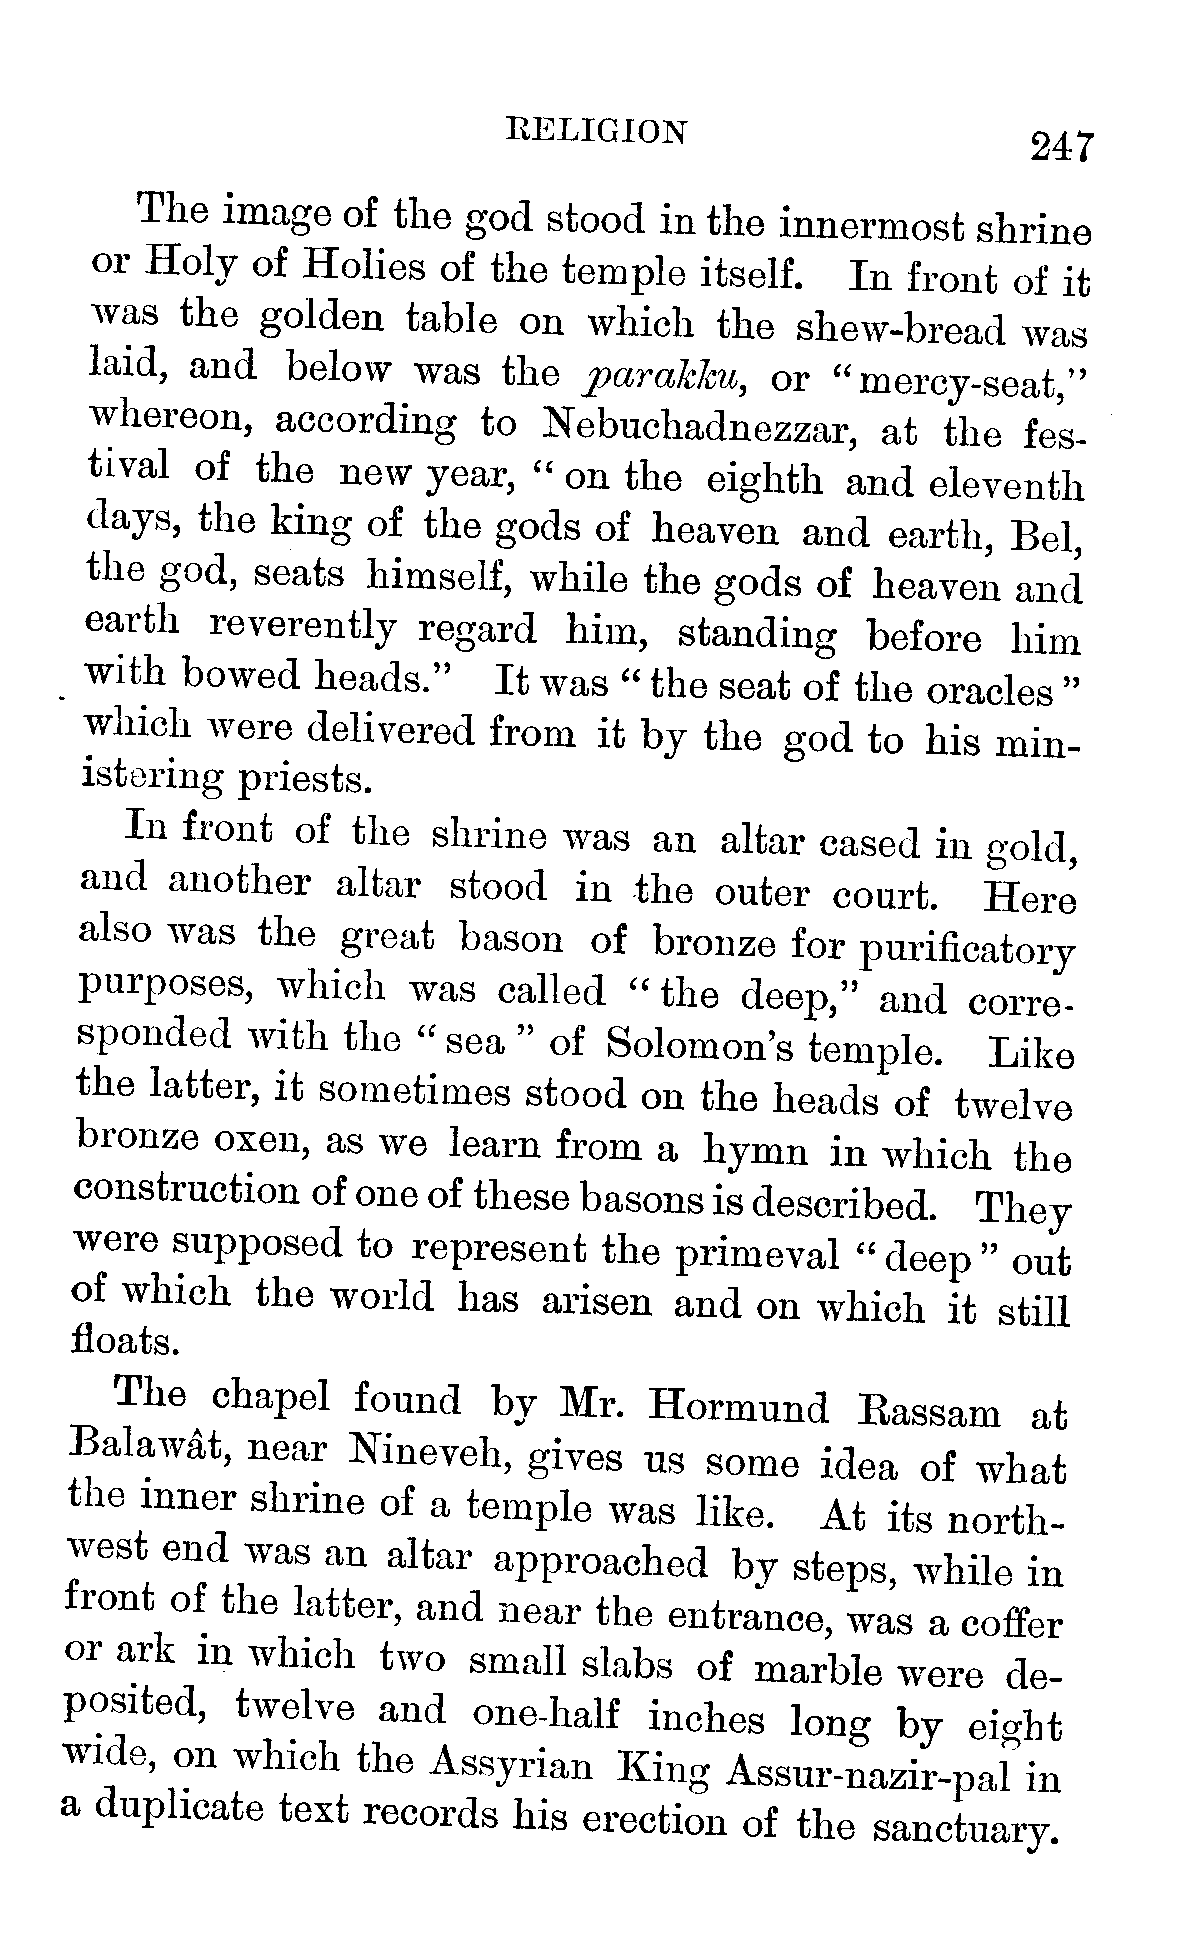 RELIGION
247
The image of the god stood in the innermost shrine
or Holy of Holies of the temple itself. In front of it
was the golden table on which the shew-bread was
laid, and below was the parakku, or “mercy-seat,”
whereon, according to Nebuchadnezzar, at the fes-
tival of the new year, “on the eighth and eleventh
days, the king of the gods of heaven and earth, Bel,
the god, seats himself, while the gods of heaven and
earth reverently regard him, standing before him
with bowed heads.” It was “the seat of the oracles”
which were delivered from it by the god to his min-
istering priests.
In front of the shrine was an altar cased in gold,
and another altar stood in the outer court. Here
also was the great bason of bronze for purificatory
purposes, which was called “the deep,” and corre-
sponded with the “sea” of Solomon’s temple. Like
the latter, it sometimes stood on the heads of twelve
bronze oxen, as we learn from a hymn in which the
construction of one of these basons is described. They
were supposed to represent the primeval “deep” out
of which the world has arisen and on which it still
floats.
The chapel found by Mr. Hormund Rassam at
Balawât, near Nineveh, gives us some idea of what
the inner shrine of a temple was like. At its north-
west end was an altar approached by steps, while in
front of the latter, and near the entrance, was a coffer
or ark in which two small slabs of marble were de-
posited, twelve and one-half inches long by eight
wide, on which the Assyrian King Assur-nazir-pal in
a duplicate text records his erection of the sanctuary.